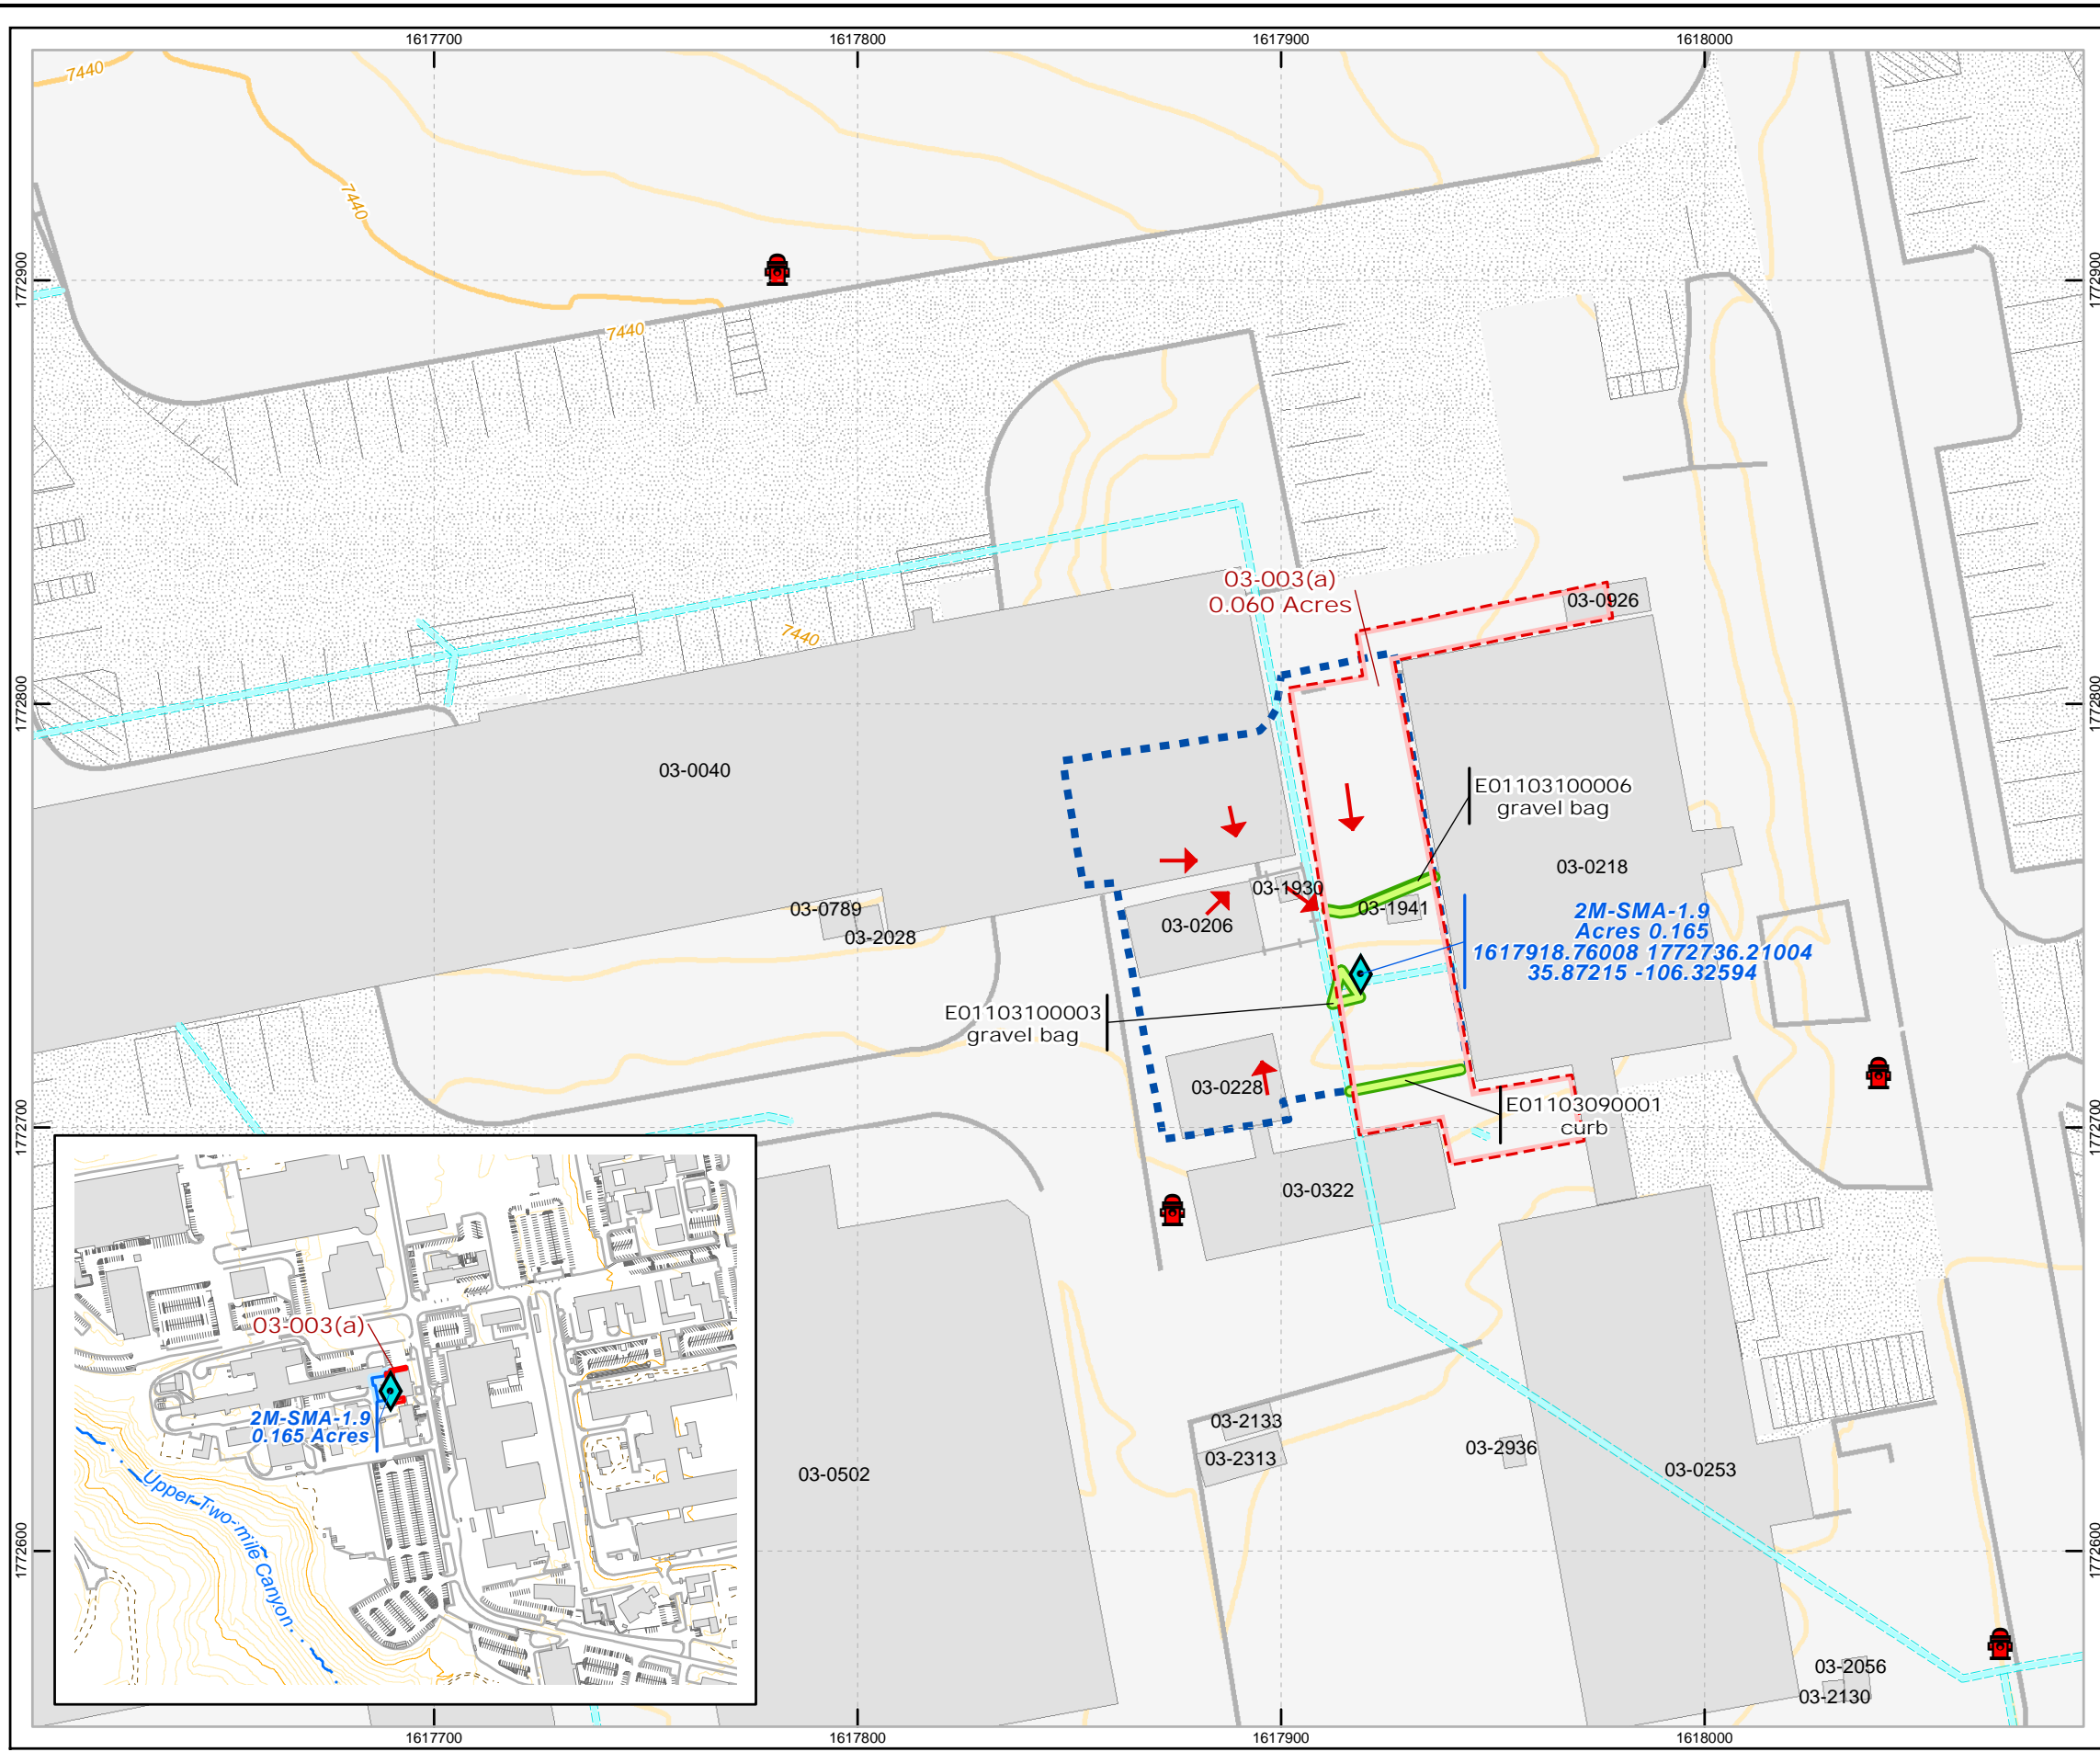 1617700
1617800
1617900
1618000
7440
7440
7440
7440
1772900
1772900
1772800
1772800
1772700
1772700
1772600
1772600
03-003(a)
0.060 Acres
03-0926
03-0040
E01103100006
gravel bag
03-0218
03-1930
03-1941
03-0789
03-2028
03-0206
2M-SMA-1.9
Acres 0.165
1617918.76008 1772736.21004
35.87215 -106.32594
E01103100003
gravel bag
03-0228
E01103090001
curb
03-0322
03-003(a)
2M-SMA-1.9
0.165 Acres
Upper Two-mile Canyon
03-2133
03-2313
03-2936
03-0502
03-0253
03-2056
03-2130
1617700
1617800
1617900
1618000